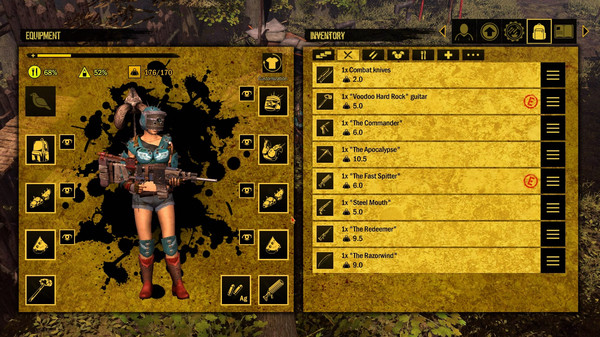 EQUIPMENT
68%
52%
176/170
Ag
INVENTORY
1x Combat knives
2.0
1x "Voodoo Hard Rock" guitar
5.0
E
1x "The Commander"
6.0
1x "The Apocalypse"
10.5
1x "The Fast Spitter"
6.0
E
1x "Steel Mouth"
5.0
1x "The Redeemer"
9.5
1x "The Razorwind"
9.0